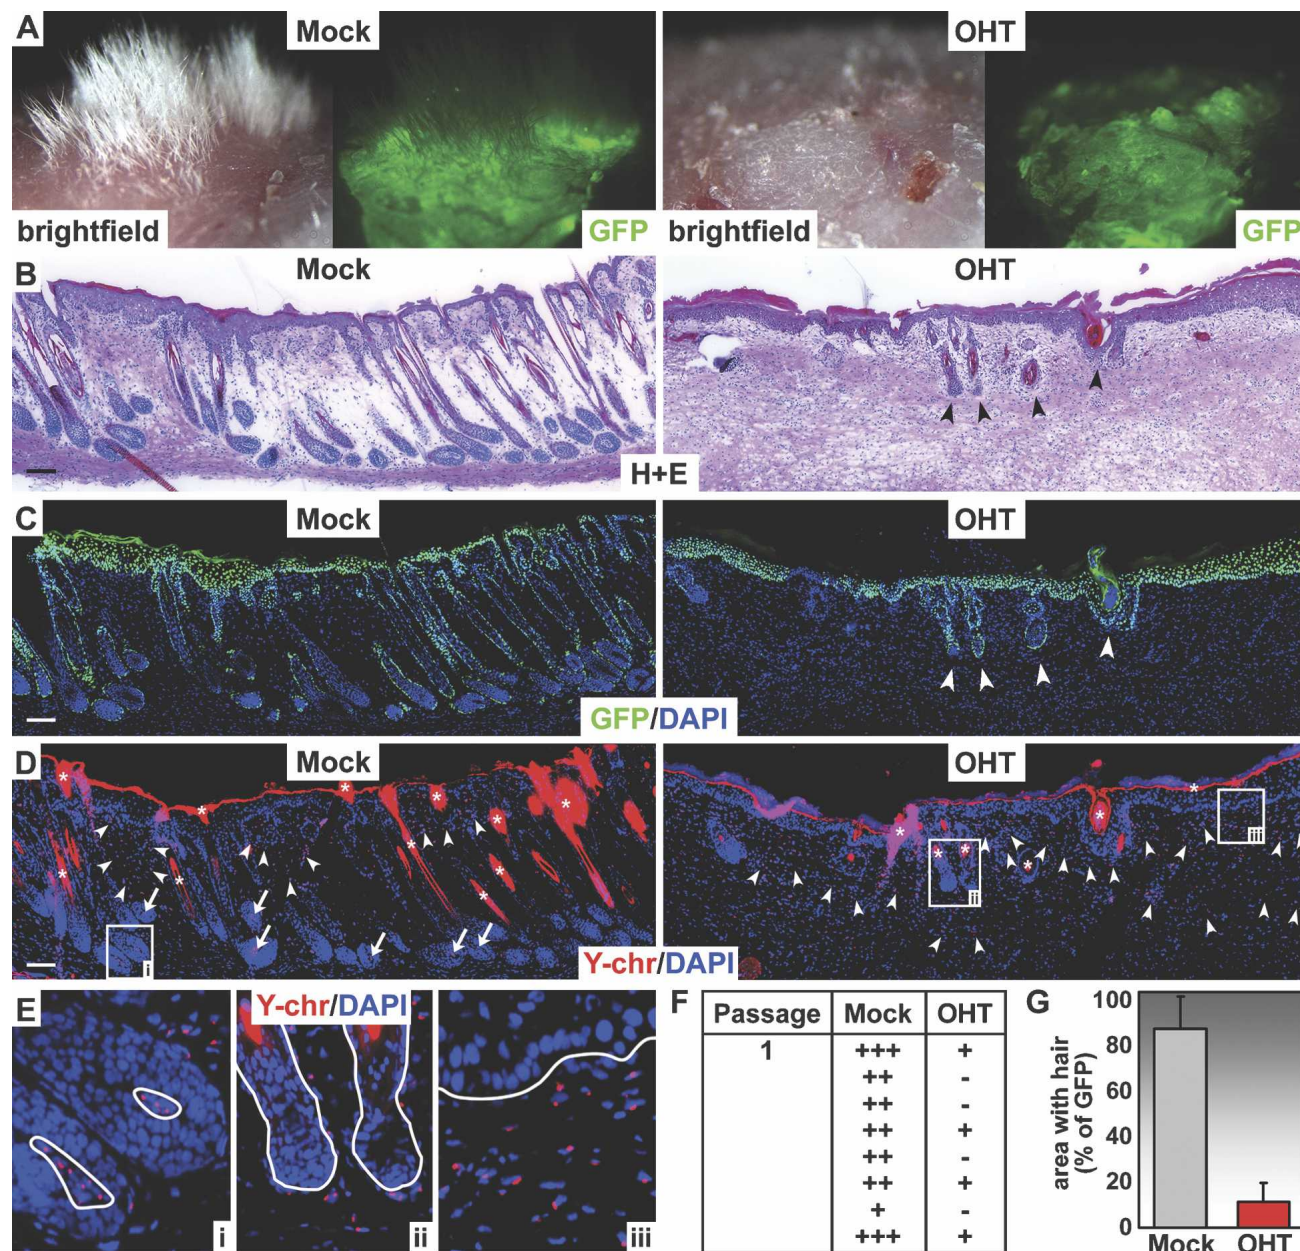 A
Mock
OHT
brightfield
GFP
brightfield
GFP
B
Mock
OHT
H+E
C
Mock
OHT
GFP/DAPI
D
Mock
OHT
i
ii
iii
Y-chr/DAPI
E
Y-chr/DAPI
i
ii
iii
F
Passage Mock OHT
1 +++ +
++ -
++ -
++ +
++ -
++ +
+ -
+++ +
G
area with hair
(% of GFP)
100
80
60
40
20
0
Mock OHT